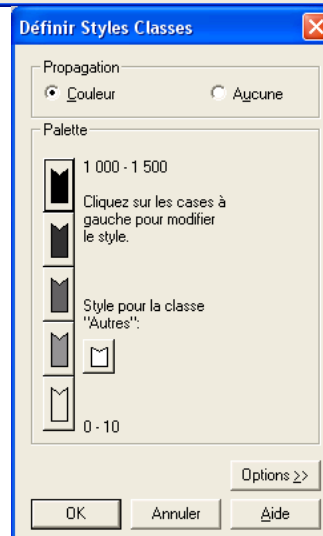 Définir Styles Classes
Propagation
Couleur
Aucune
Palette
1 000 - 1 500
Cliquez sur les cases à
gauche pour modifier
le style.
Style pour la classe
"Autres":
0 - 10
Options >>
OK
Annuler
Aide